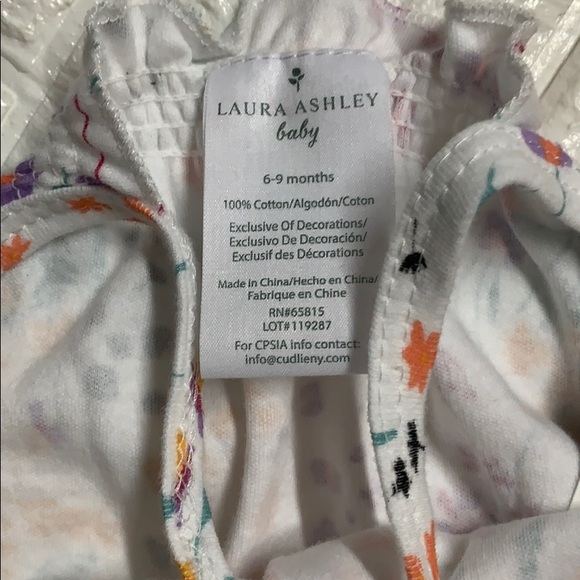 LAURA ASHLEY
baby
6-9 months
100% Cotton/Algodón/Coton
Exclusive Of Decorations/
Exclusivo De Decoración/
Exclusif des Décorations
Made in China/Hecho en China/
Fabrique en Chine
RN#65815
LOT#119287
For CPSIA info contact:
info@cudlieny.com